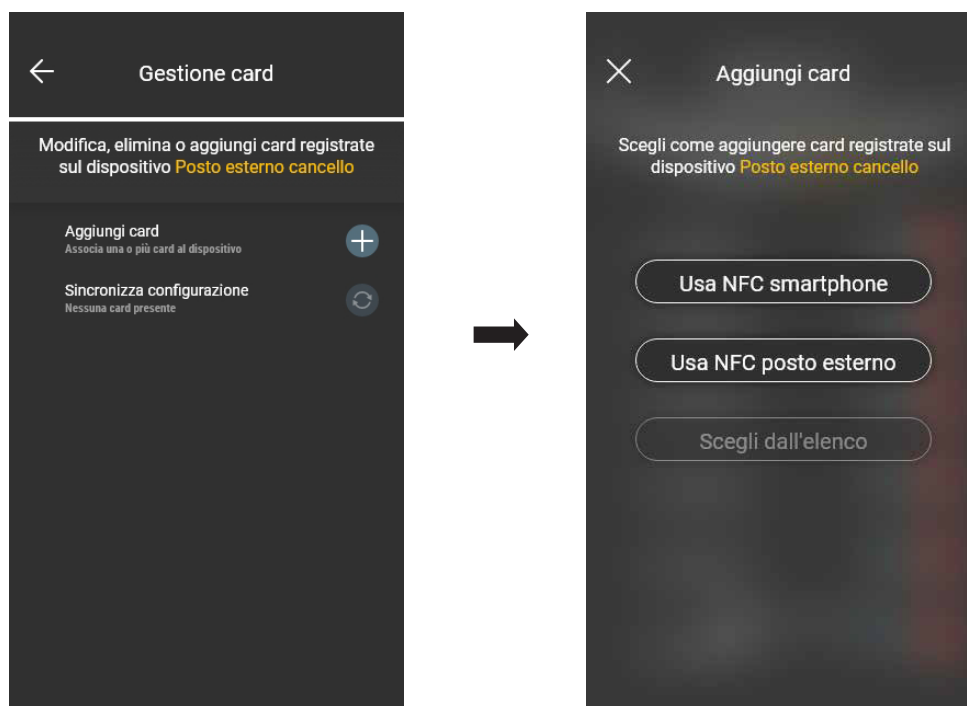 Gestione card
Modifica, elimina o aggiungi card registrate
sul dispositivo Posto esterno cancello
Aggiungi card
Associa una o più card al dispositivo
Sincronizza configurazione
Nessuna card presente
Aggiungi card
Scegli come aggiungere card registrate sul
dispositivo Posto esterno cancello
Usa NFC smartphone
Usa NFC posto esterno
Scegli dall'elenco